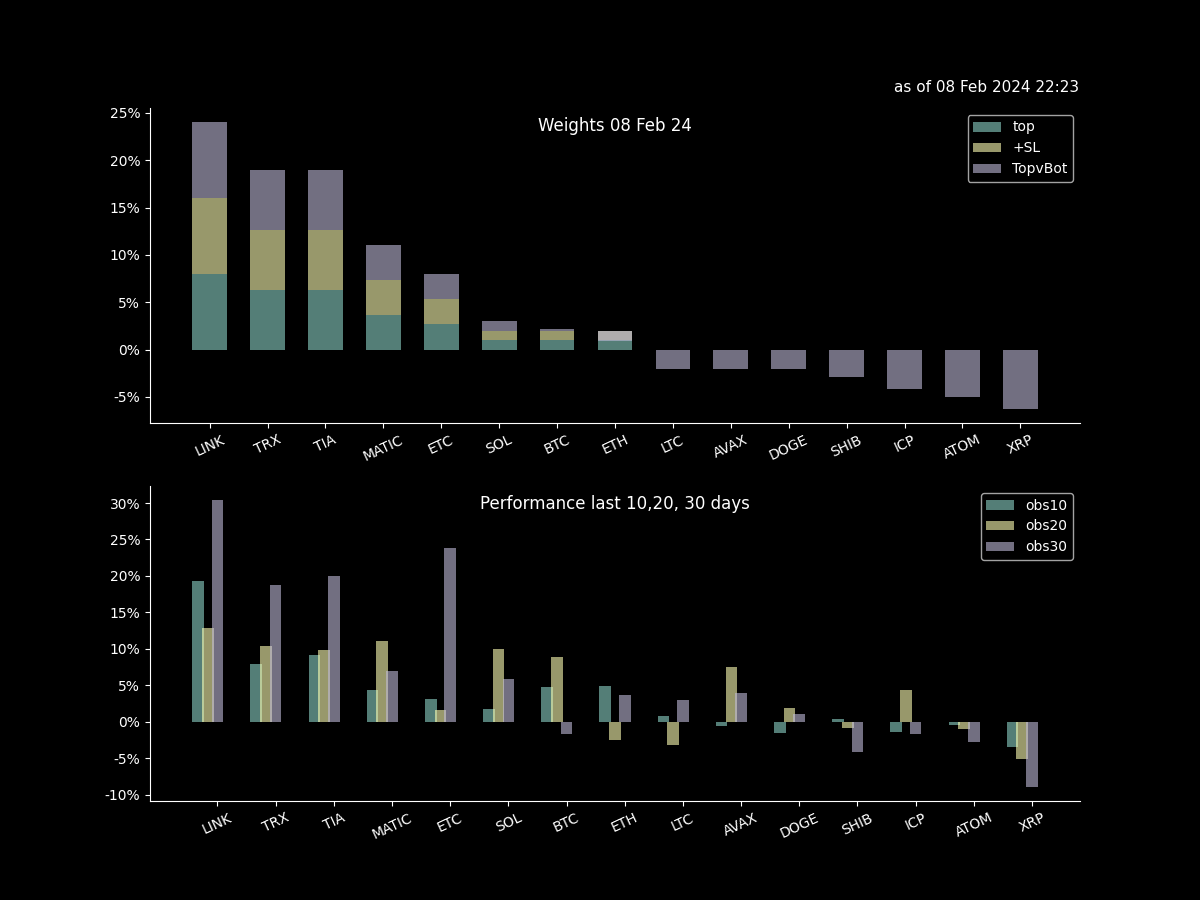 as of 08 Feb 2024 22:23
Weights 08 Feb 24
top
+SL
TopvBot
25%
20%
15%
10%
5%
0%
-5%
LINK TRX TIA MATIC ETC SOL BTC ETH LTC AVAX DOGE SHIB ICP ATOM XRP
Performance last 10,20, 30 days
obs10
obs20
obs30
30%
25%
20%
15%
10%
5%
0%
-5%
-10%
LINK TRX TIA MATIC ETC SOL BTC ETH LTC AVAX DOGE SHIB ICP ATOM XRP